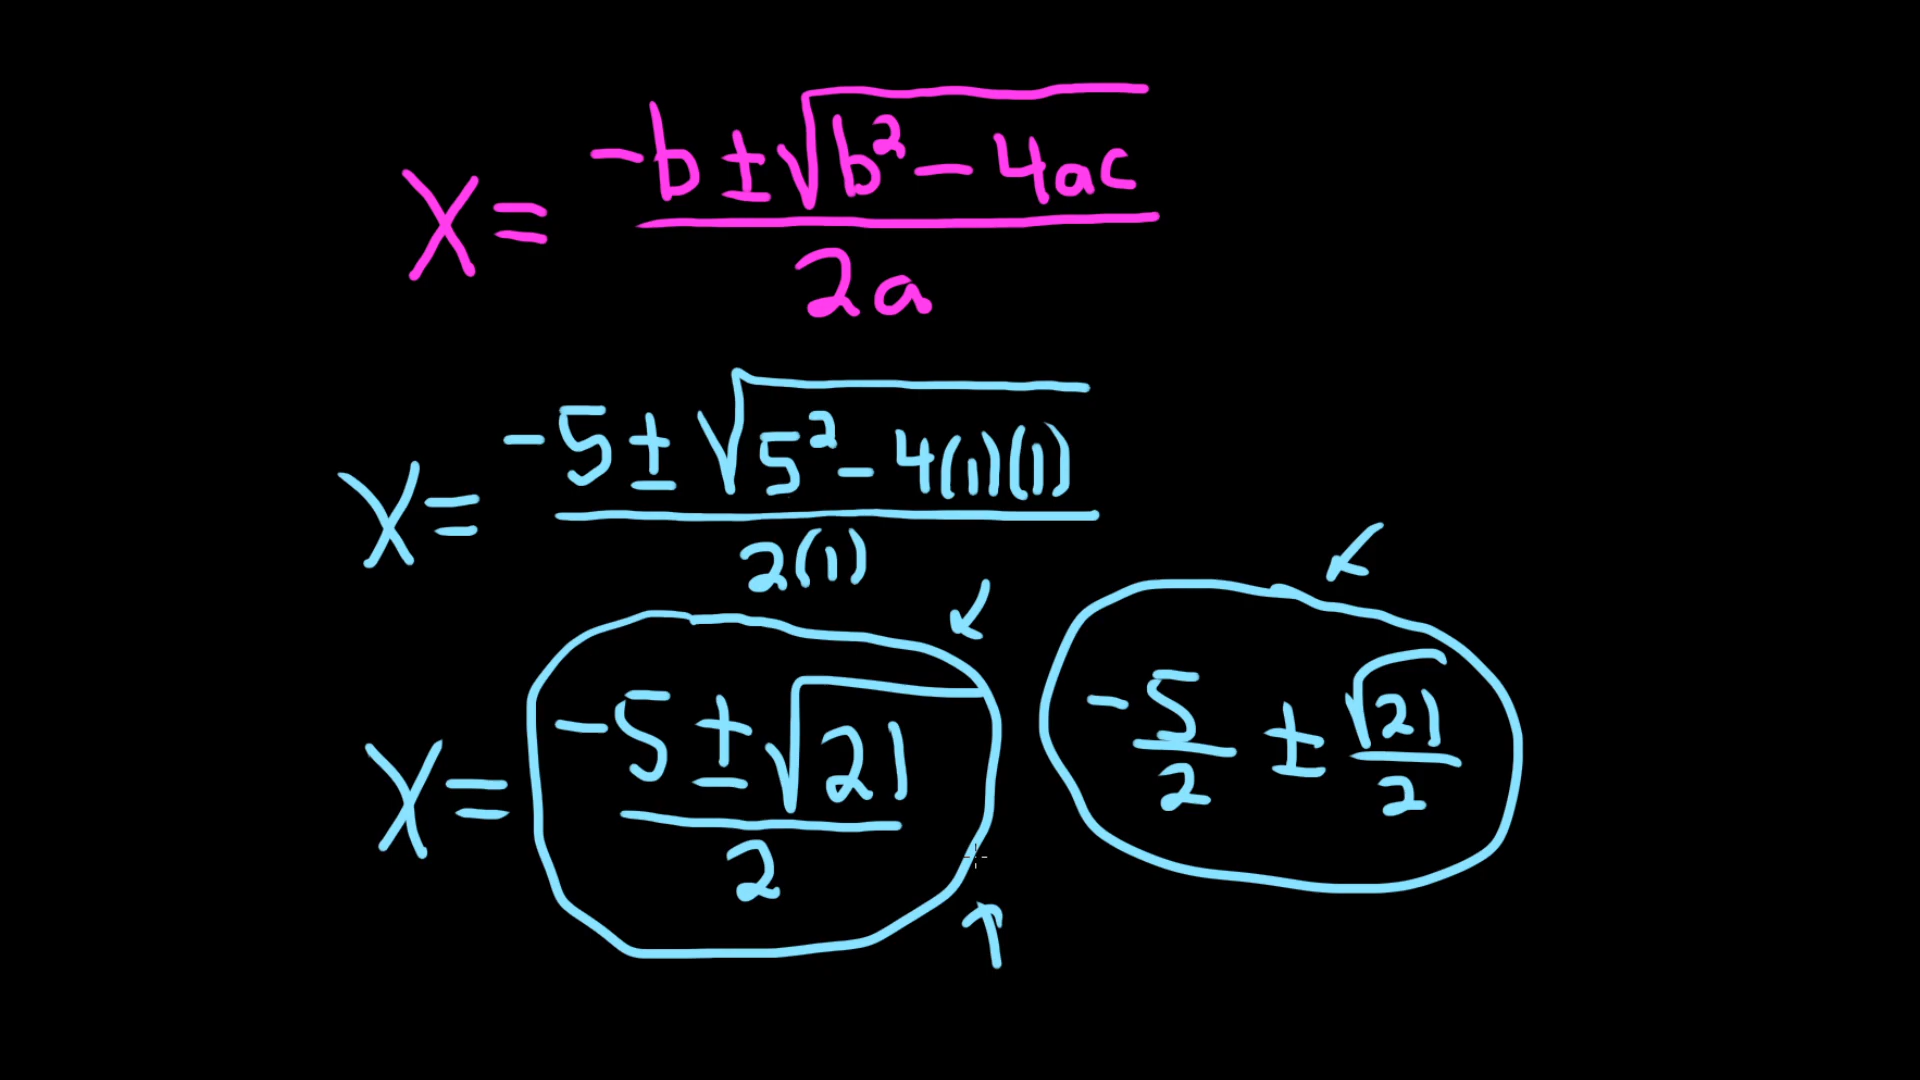 x = (-b ± √(b² - 4ac)) / (2a)
x = (-5 ± √(5² - 4(1)(1))) / (2(1))
x = (-5 ± √21) / 2
-5/2 ± √21/2